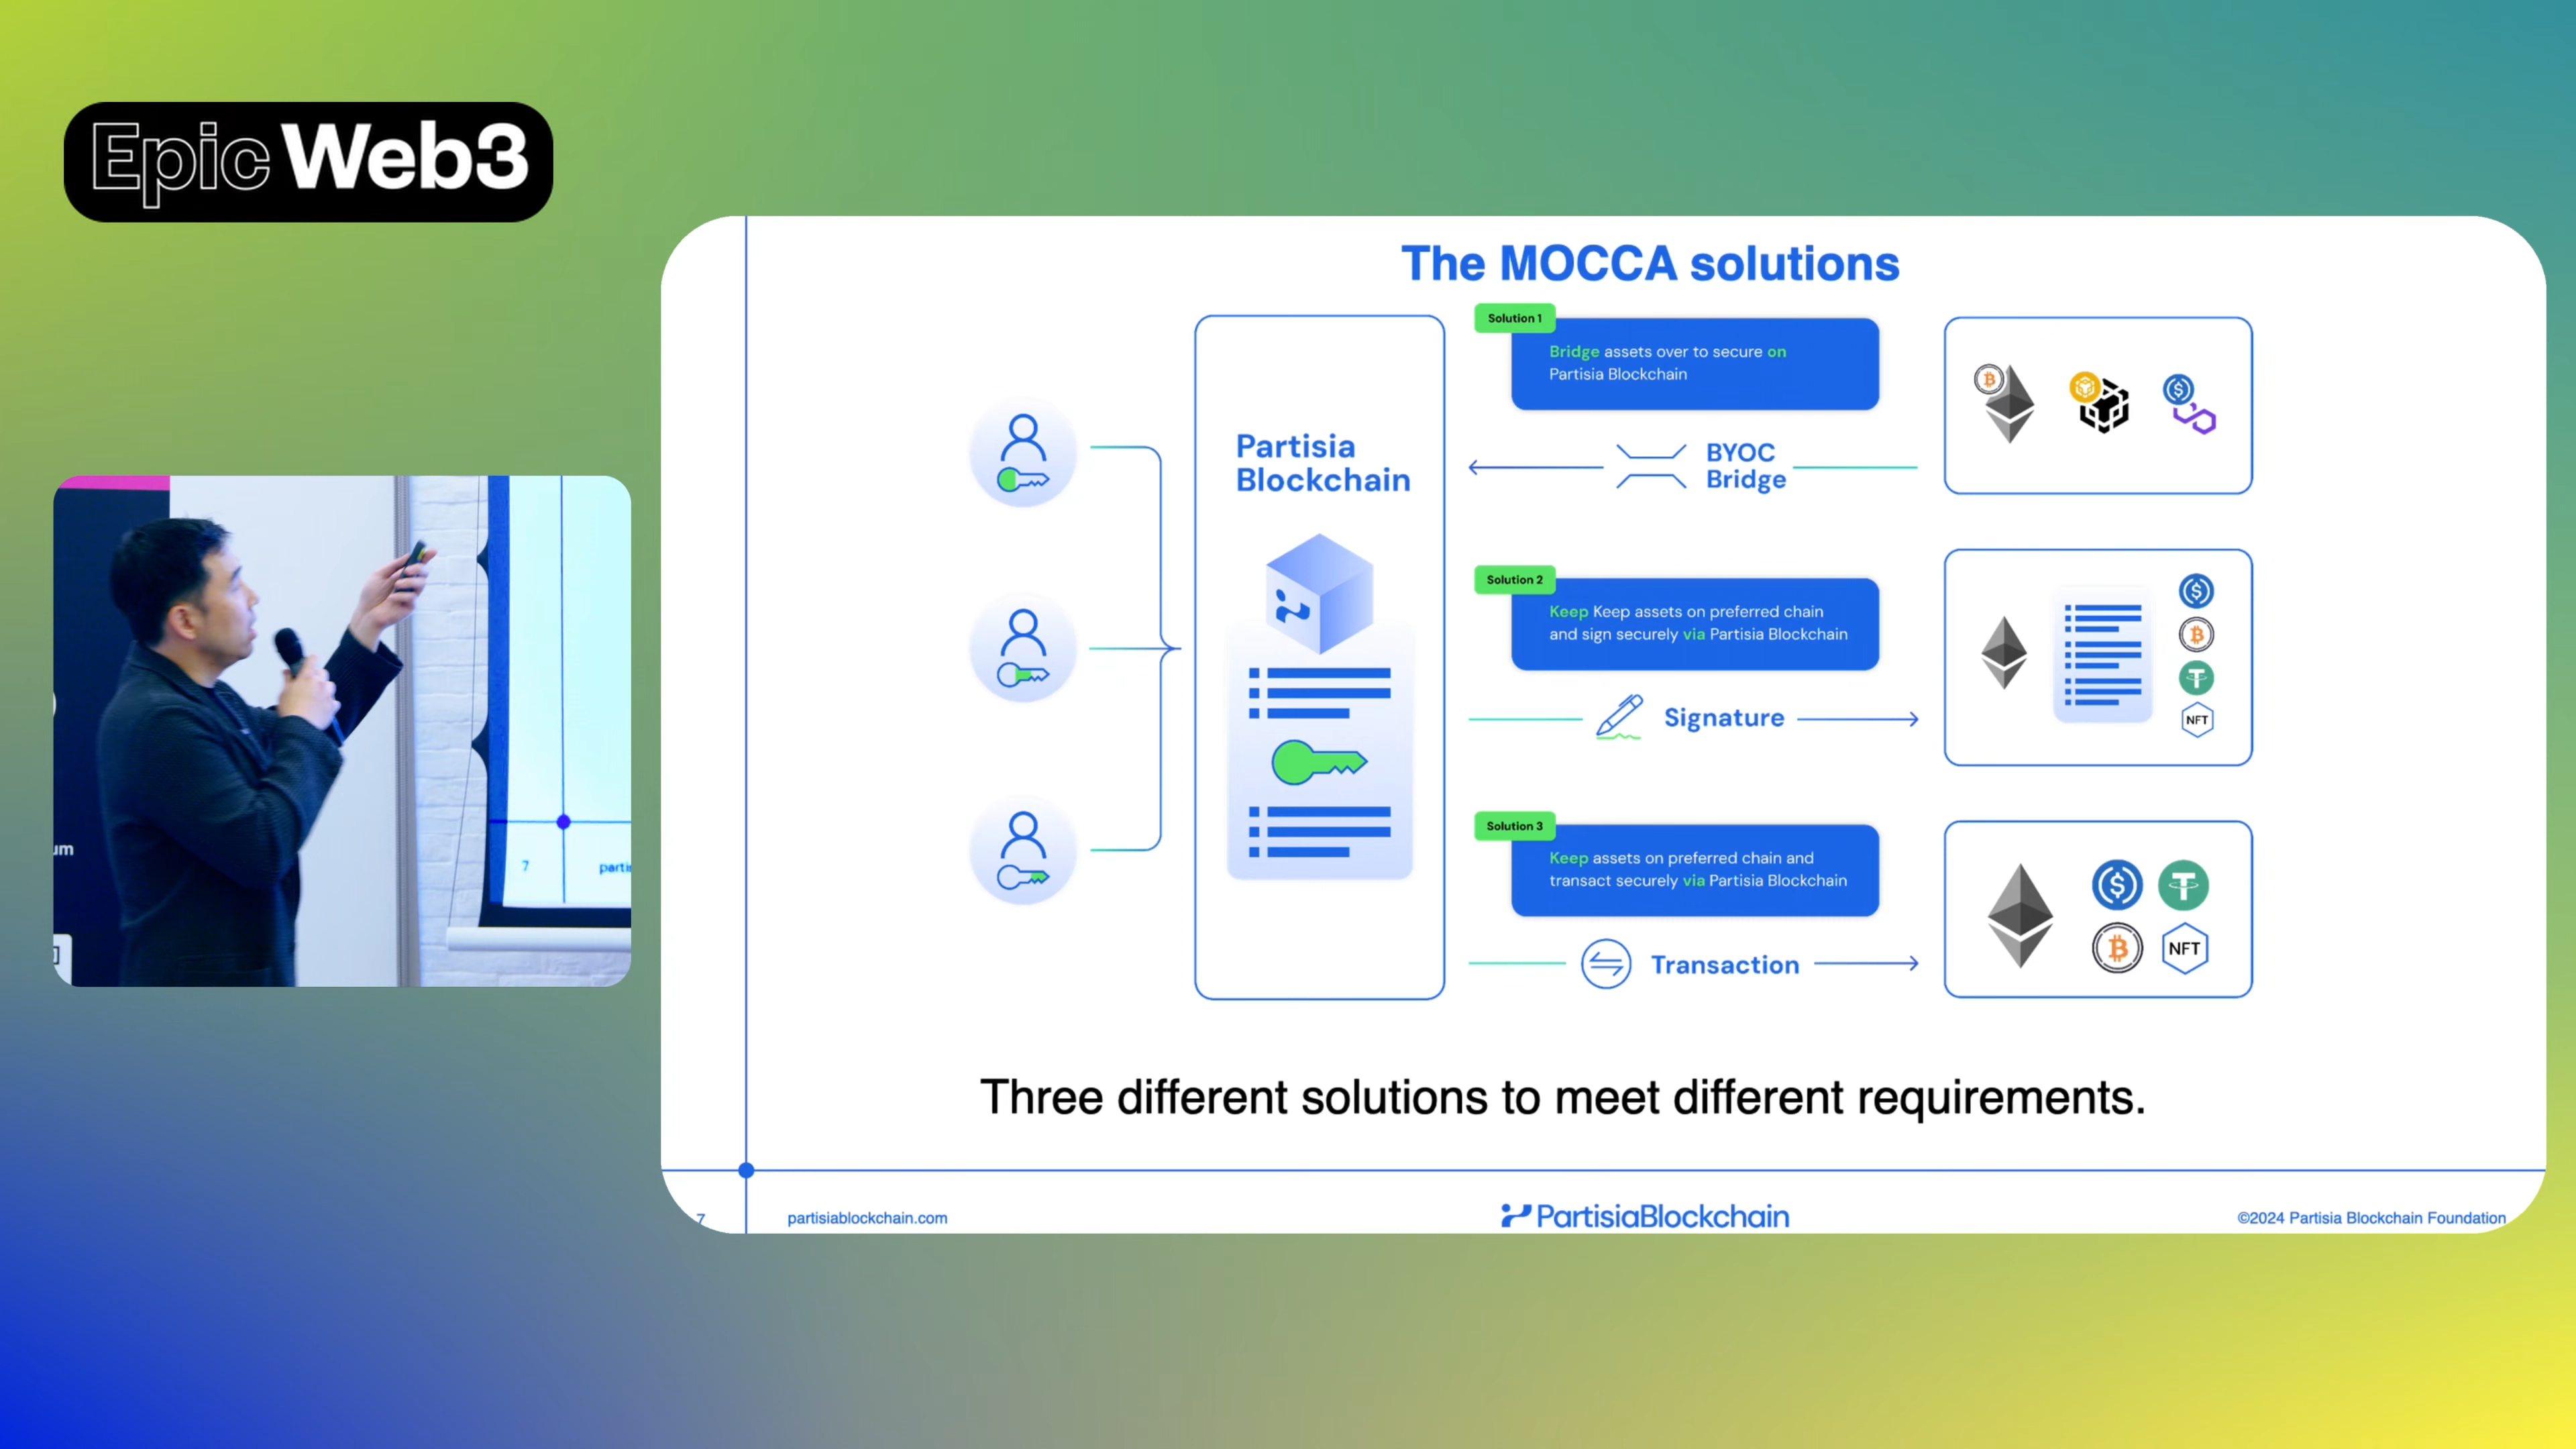 Epic Web3
The MOCCA solutions
Solution 1
Bridge assets over to secure on
Partisia Blockchain
BYOC
Bridge
Partisia
Blockchain
Solution 2
Keep Keep assets on preferred chain
and sign securely via Partisia Blockchain
Signature
NFT
Solution 3
Keep assets on preferred chain and
transact securely via Partisia Blockchain
Transaction
NFT
Three different solutions to meet different requirements.
7
partisiablockchain.com
PartisiaBlockchain
©2024 Partisia Blockchain Foundation
um
7
parti